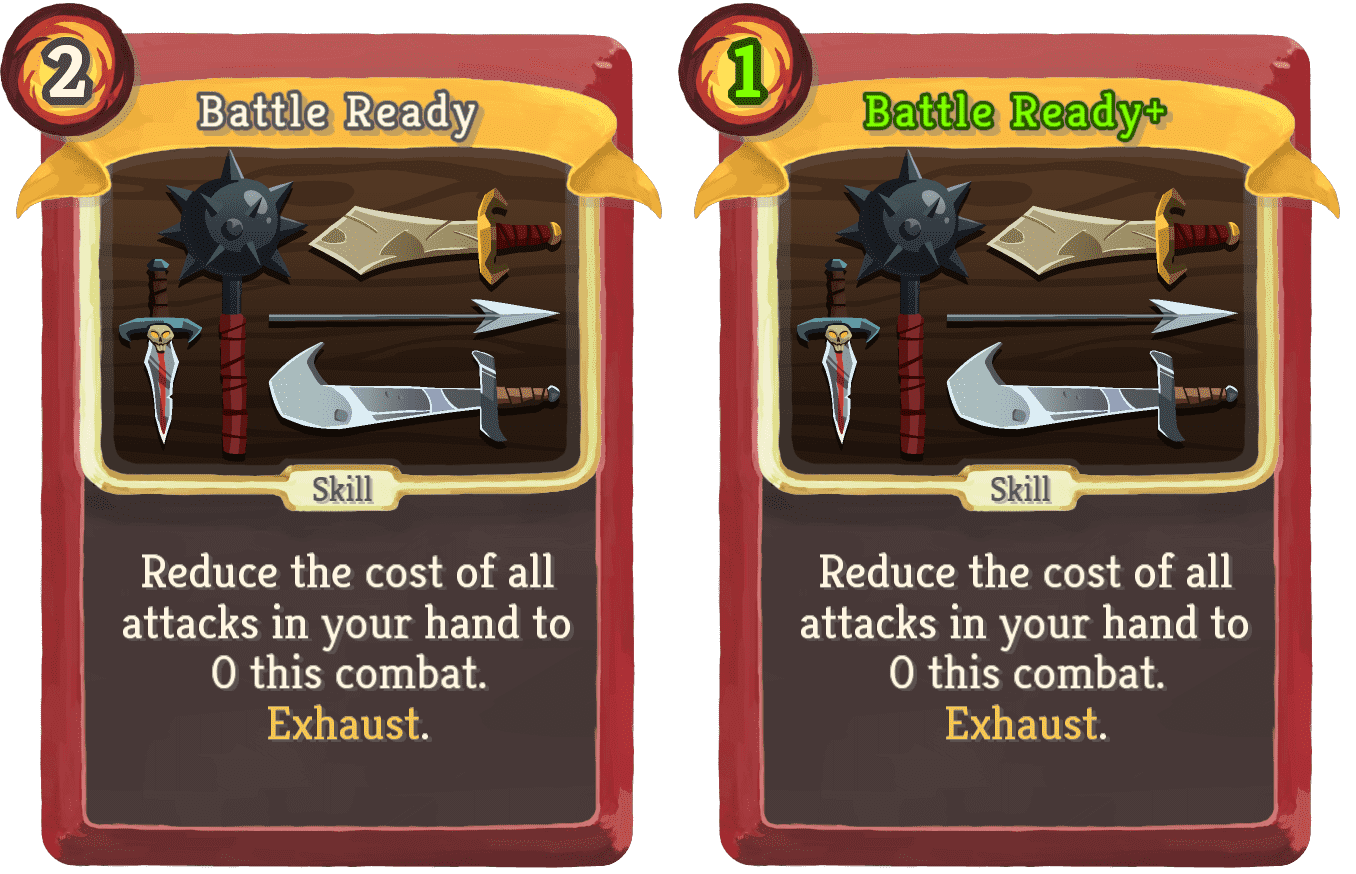 2
Battle Ready
Skill
Reduce the cost of all
attacks in your hand to
0 this combat.
Exhaust.
1
Battle Ready+
Skill
Reduce the cost of all
attacks in your hand to
0 this combat.
Exhaust.